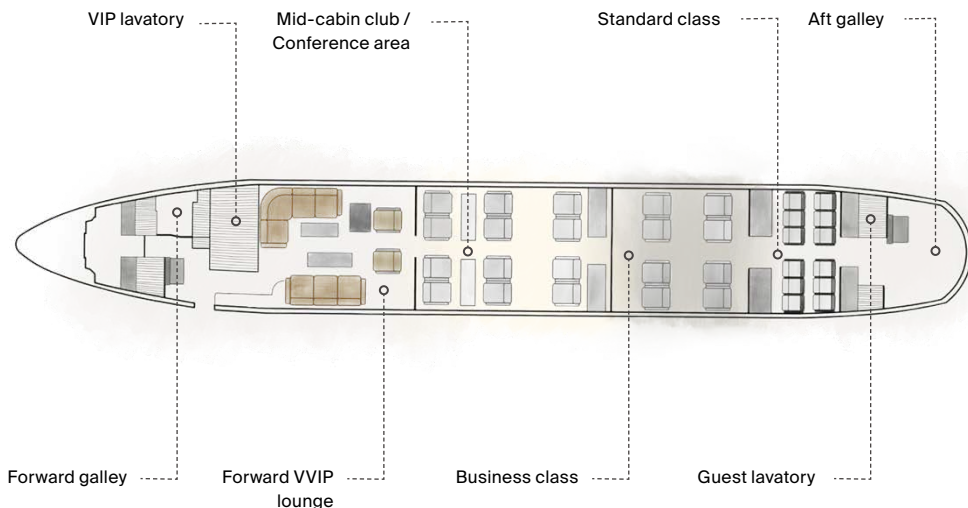 VIP lavatory
Mid-cabin club /
Conference area
Standard class
Aft galley
Forward galley
Forward VVIP
lounge
Business class
Guest lavatory